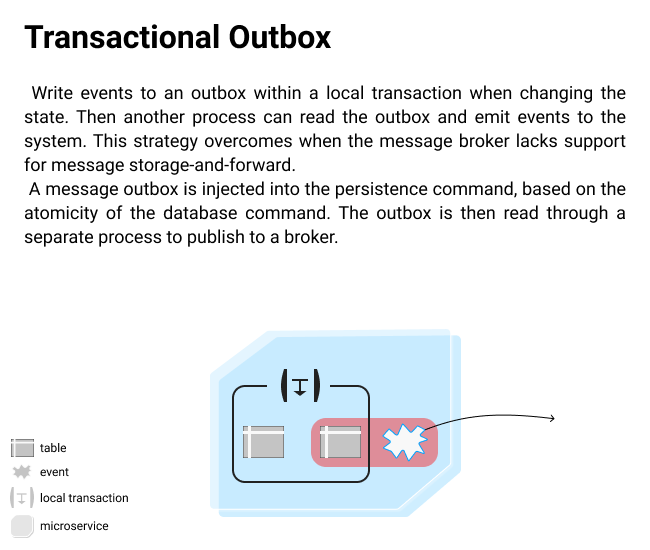 Transactional Outbox
Write events to an outbox within a local transaction when changing the
state. Then another process can read the outbox and emit events to the
system. This strategy overcomes when the message broker lacks support
for message storage-and-forward.
A message outbox is injected into the persistence command, based on the
atomicity of the database command. The outbox is then read through a
separate process to publish to a broker.
table
event
local transaction
microservice